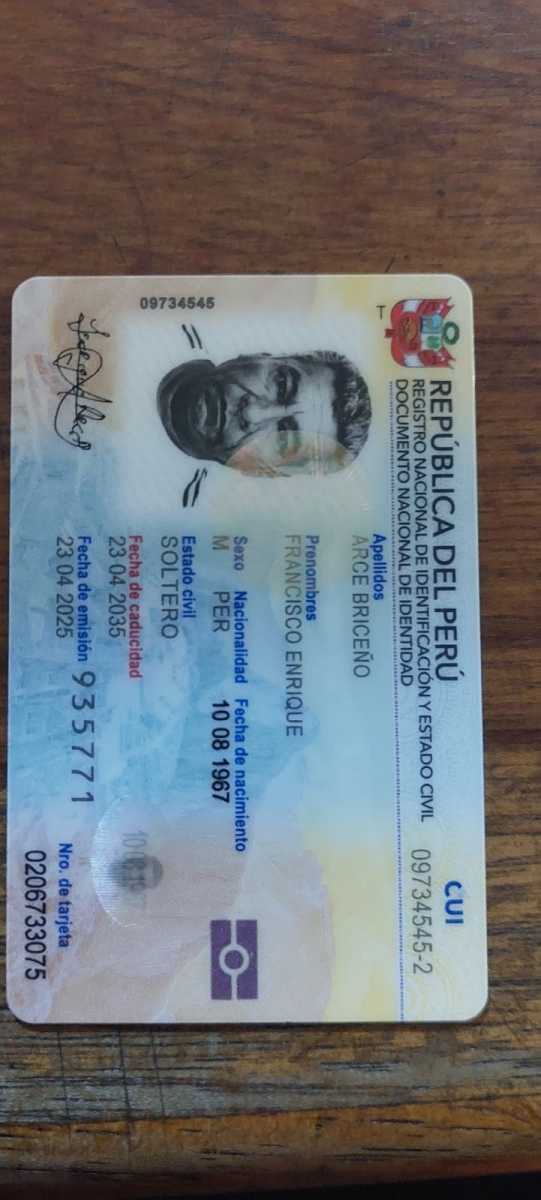 REPÚBLICA DEL PERÚ
REGISTRO NACIONAL DE IDENTIFICACIÓN Y ESTADO CIVIL
DOCUMENTO NACIONAL DE IDENTIDAD
CUI
09734545-2
T
09734545
Apellidos
ARCE BRICEÑO
Prenombres
FRANCISCO ENRIQUE
Sexo Nacionalidad Fecha de nacimiento
M PER 10 08 1967
Estado civil
SOLTERO
Fecha de caducidad
23 04 2035
Fecha de emisión
23 04 2025
935771
Nro. de tarjeta
0206733075